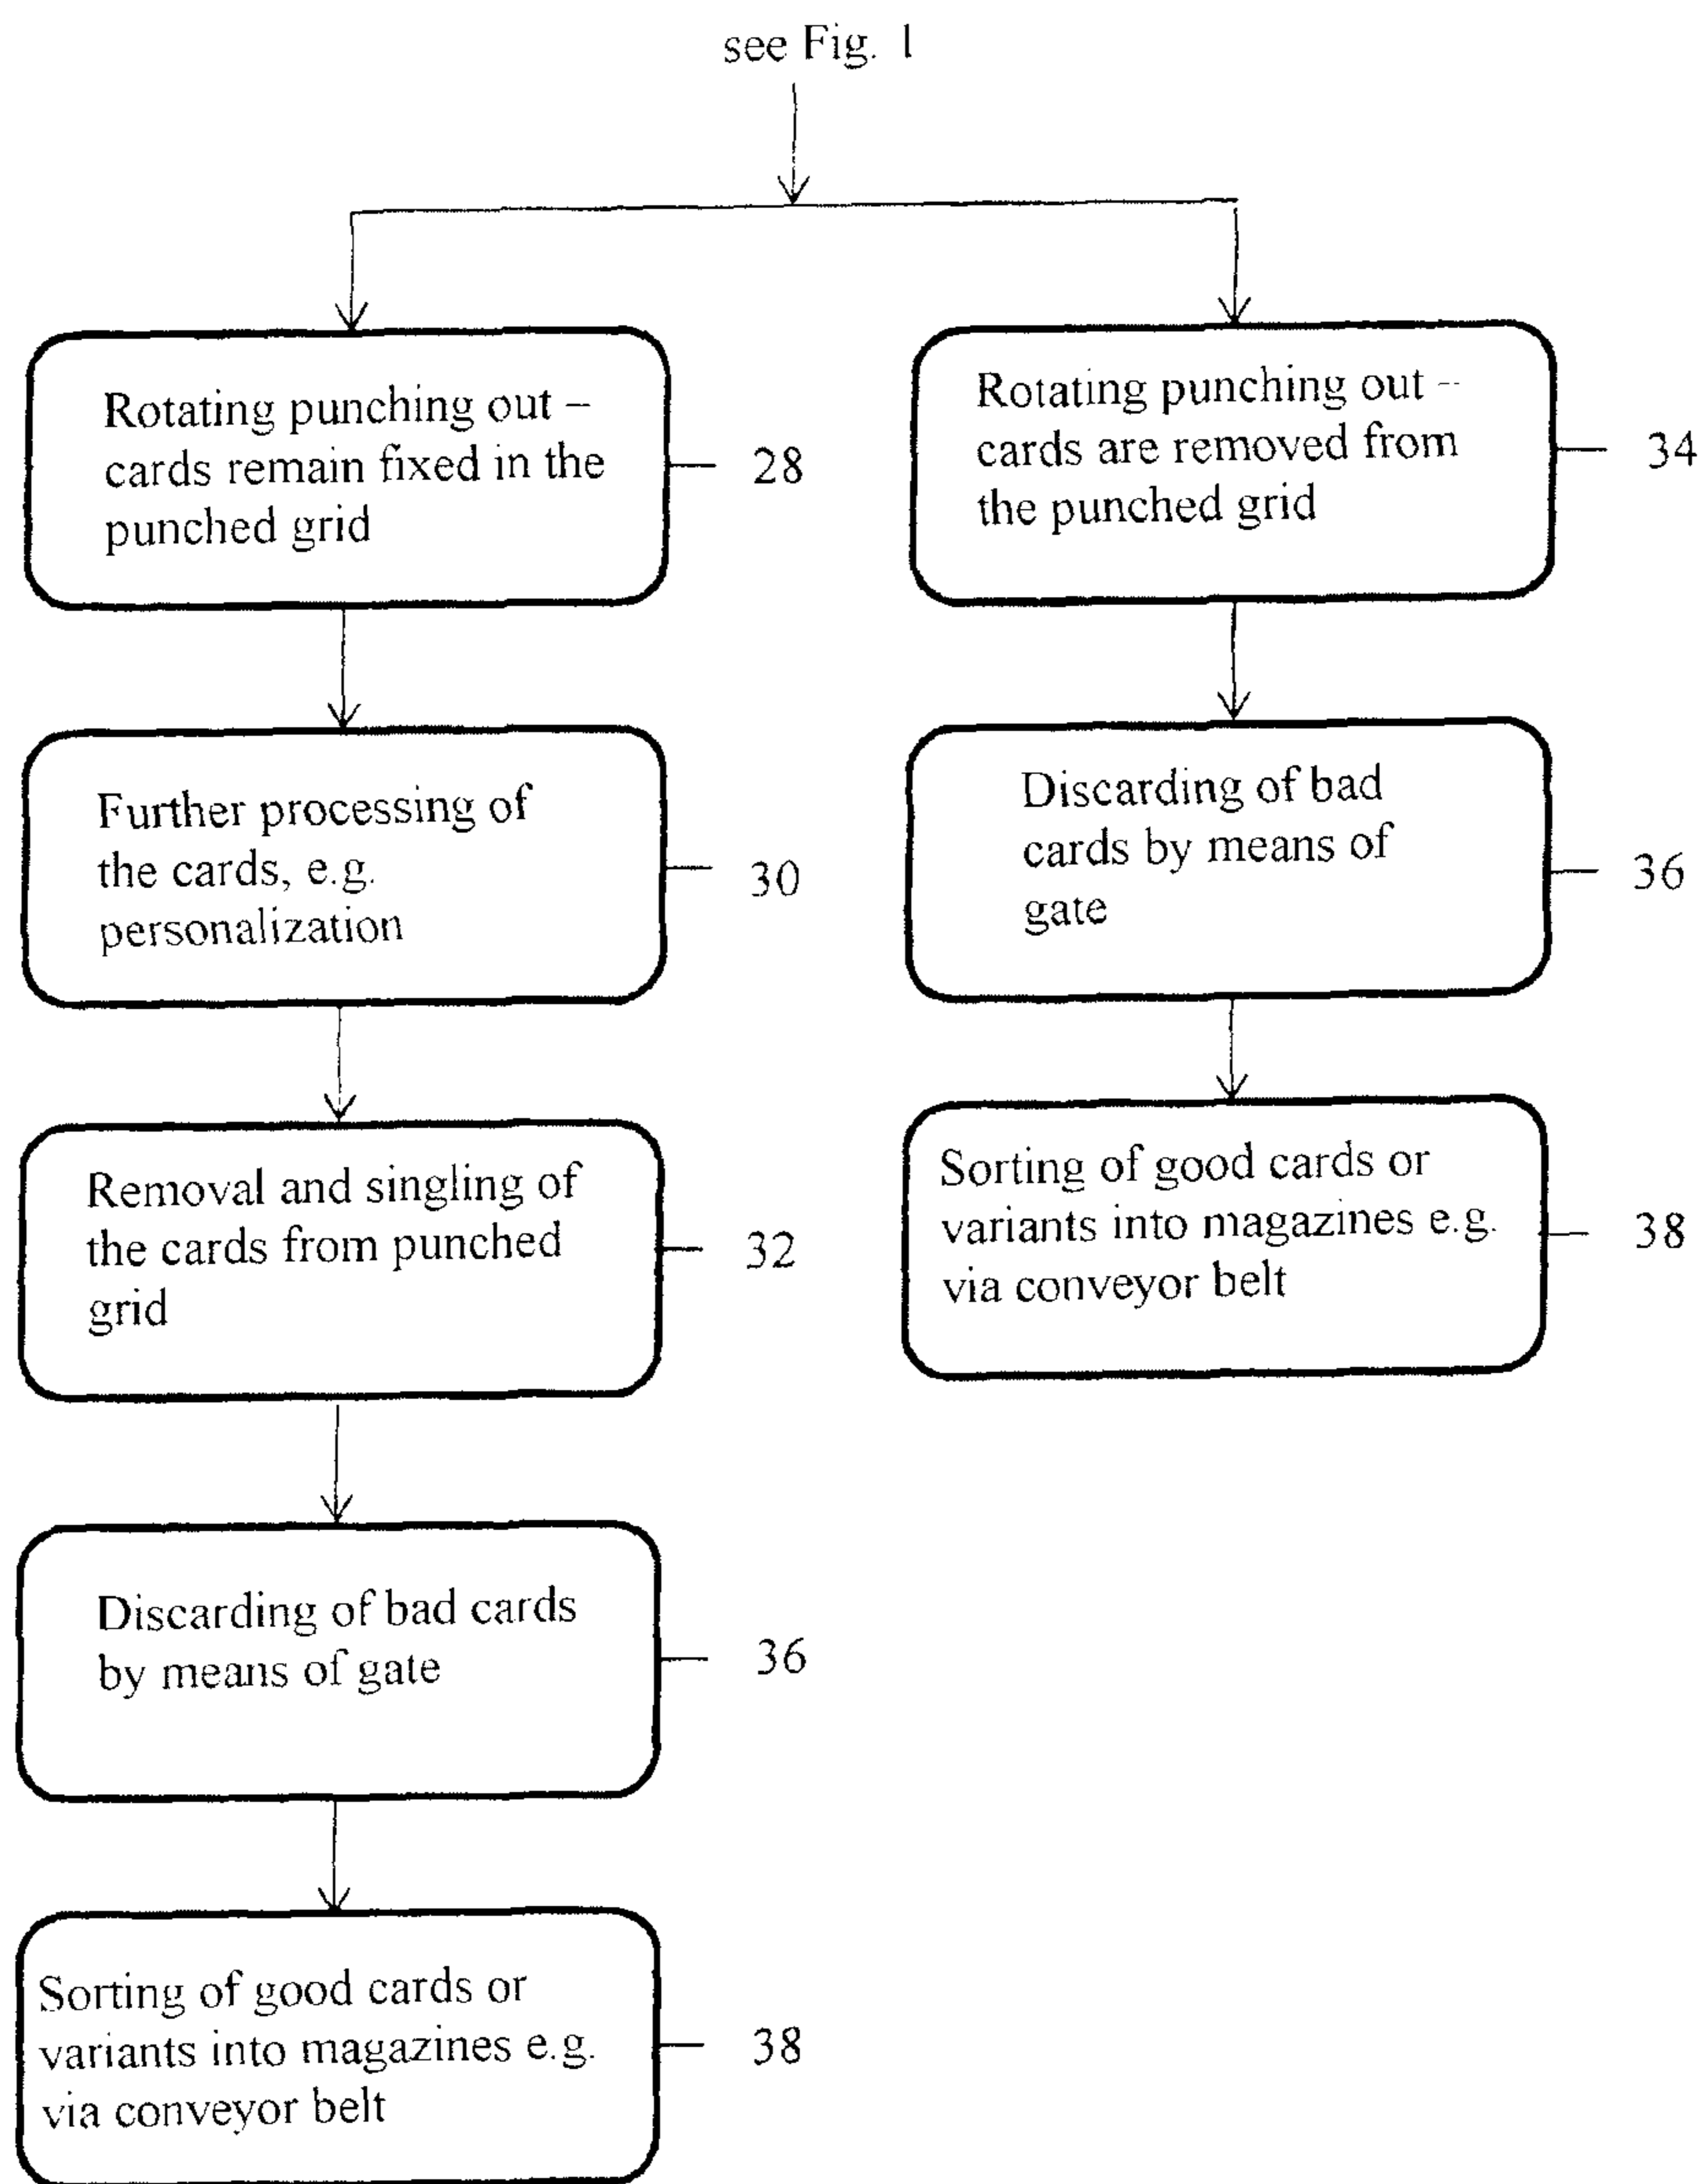 see Fig. 1
Rotating punching out –
cards remain fixed in the
punched grid
28
Further processing of
the cards, e.g.
personalization
30
Removal and singling of
the cards from punched
grid
32
Discarding of bad cards
by means of gate
36
Sorting of good cards or
variants into magazines e.g.
via conveyor belt
38
Rotating punching out –
cards are removed from
the punched grid
34
Discarding of bad
cards by means of
gate
36
Sorting of good cards or
variants into magazines e.g.
via conveyor belt
38